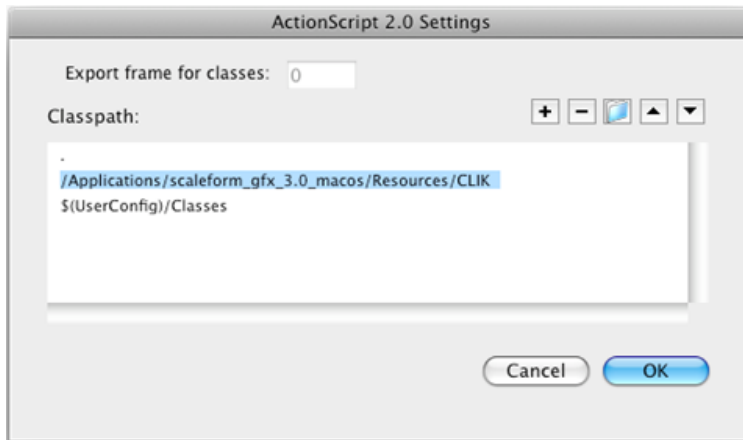 ActionScript 2.0 Settings
Export frame for classes: 0
Classpath:
.
/Applications/scaleform_gfx_3.0_macos/Resources/CLIK
$(UserConfig)/Classes
Cancel OK